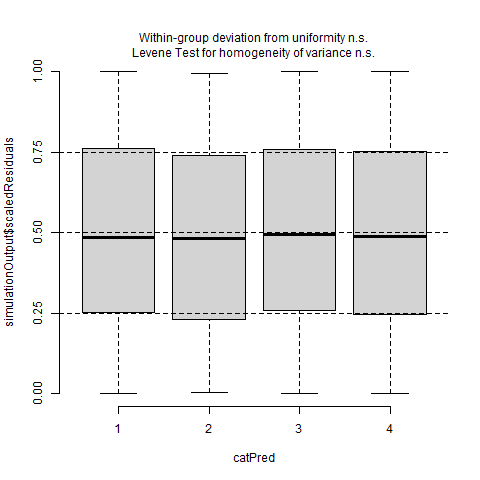 Within-group deviation from uniformity n.s.
Levene Test for homogeneity of variance n.s.
simulationOutput$scaledResiduals
1.00
0.75
0.50
0.25
0.00
1 2 3 4
catPred